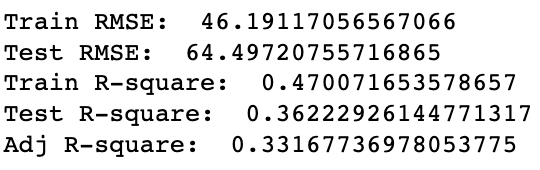 Train RMSE:  46.19117056567066
Test RMSE:  64.49720755716865
Train R-square:  0.470071653578657
Test R-square:  0.36222926144771317
Adj R-square:  0.33167736978053775